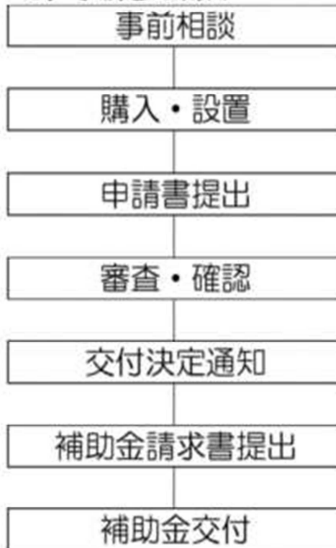 事前相談
購入・設置
申請書提出
審査・確認
交付決定通知
補助金請求書提出
補助金交付